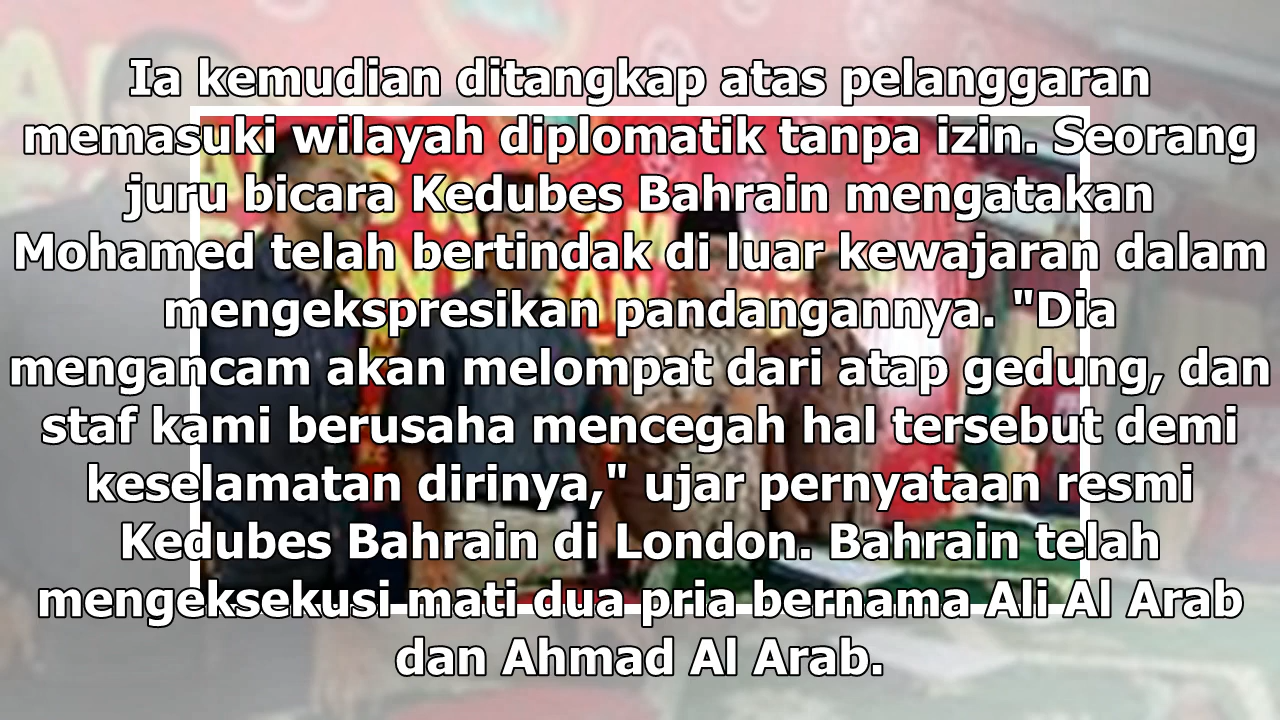 Ia kemudian ditangkap atas pelanggaran
memasuki wilayah diplomatik tanpa izin. Seorang
juru bicara Kedubes Bahrain mengatakan
Mohamed telah bertindak di luar kewajaran dalam
mengekspresikan pandangannya. "Dia
mengancam akan melompat dari atap gedung, dan
staf kami berusaha mencegah hal tersebut demi
keselamatan dirinya," ujar pernyataan resmi
Kedubes Bahrain di London. Bahrain telah
mengeksekusi mati dua pria bernama Ali Al Arab
dan Ahmad Al Arab.